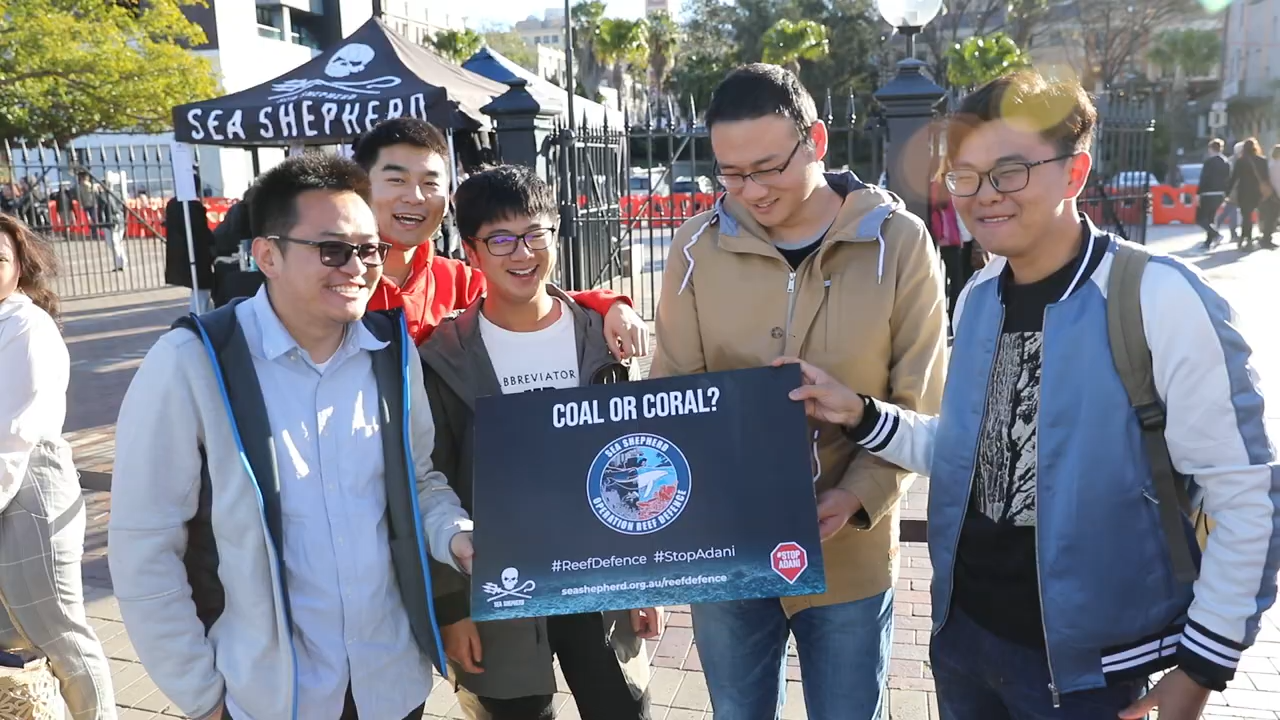 SEA SHEPHERD
BBREVIATOR
COAL OR CORAL?
SEA SHEPHERD
OPERATION REEF DEFENCE
#ReefDefence #StopAdani
#STOP
ADANI
SEA SHEPHERD
seashepherd.org.au/reefdefence